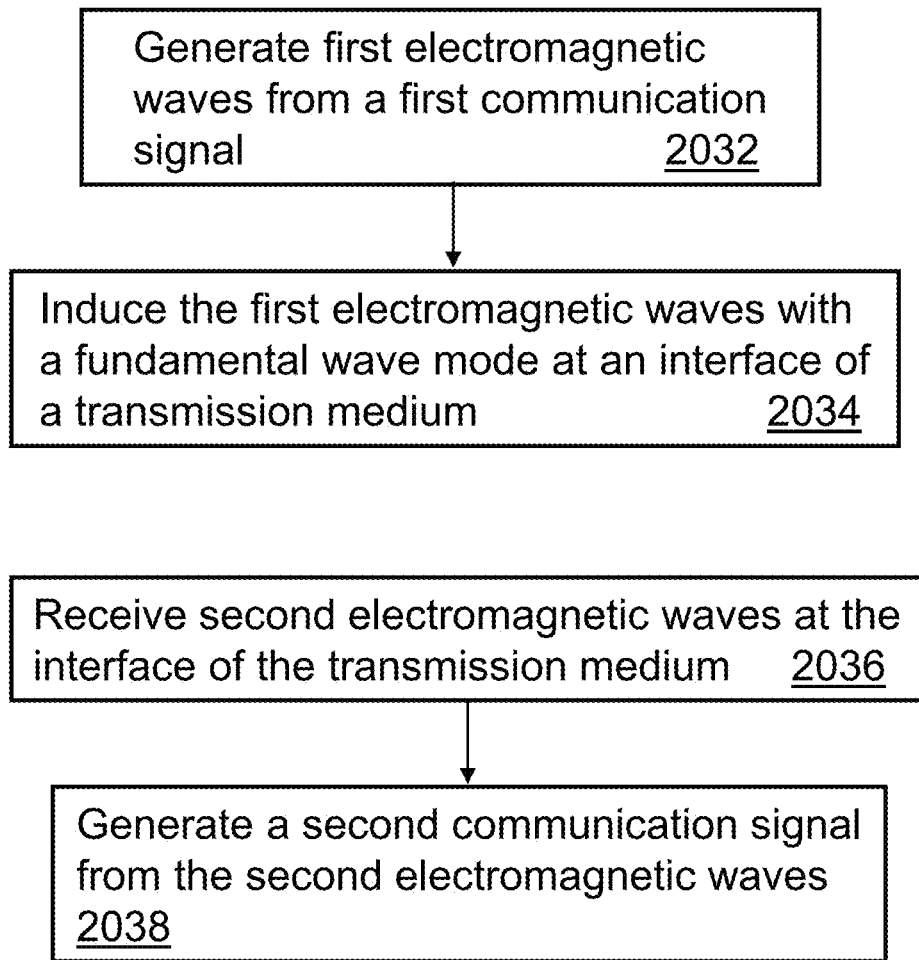 Generate first electromagnetic
waves from a first communication
signal 2032
Induce the first electromagnetic waves with
a fundamental wave mode at an interface of
a transmission medium 2034
Receive second electromagnetic waves at the
interface of the transmission medium 2036
Generate a second communication signal
from the second electromagnetic waves
2038